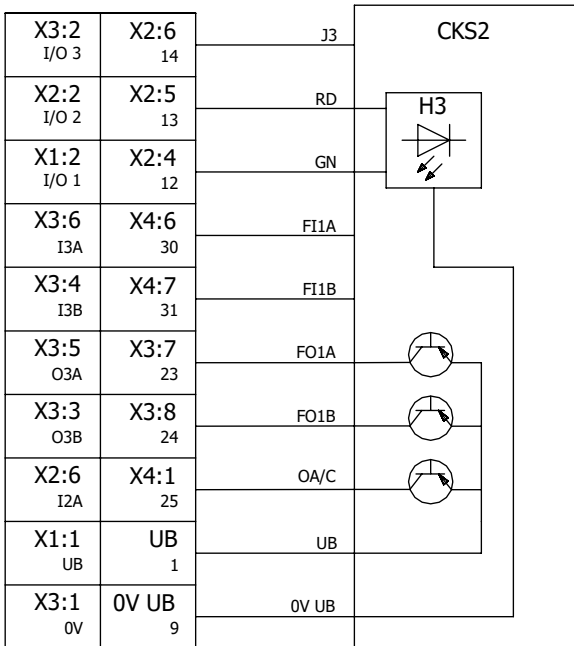 CKS2
X3:2 X2:6 J3
I/O 3 14
X2:2 X2:5 RD H3
I/O 2 13
X1:2 X2:4 GN
I/O 1 12
X3:6 X4:6 FI1A
I3A 30
X3:4 X4:7 FI1B
I3B 31
X3:5 X3:7 FO1A
O3A 23
X3:3 X3:8 FO1B
O3B 24
X2:6 X4:1 OA/C
I2A 25
X1:1 UB UB
UB 1
X3:1 0V UB 0V UB
0V 9